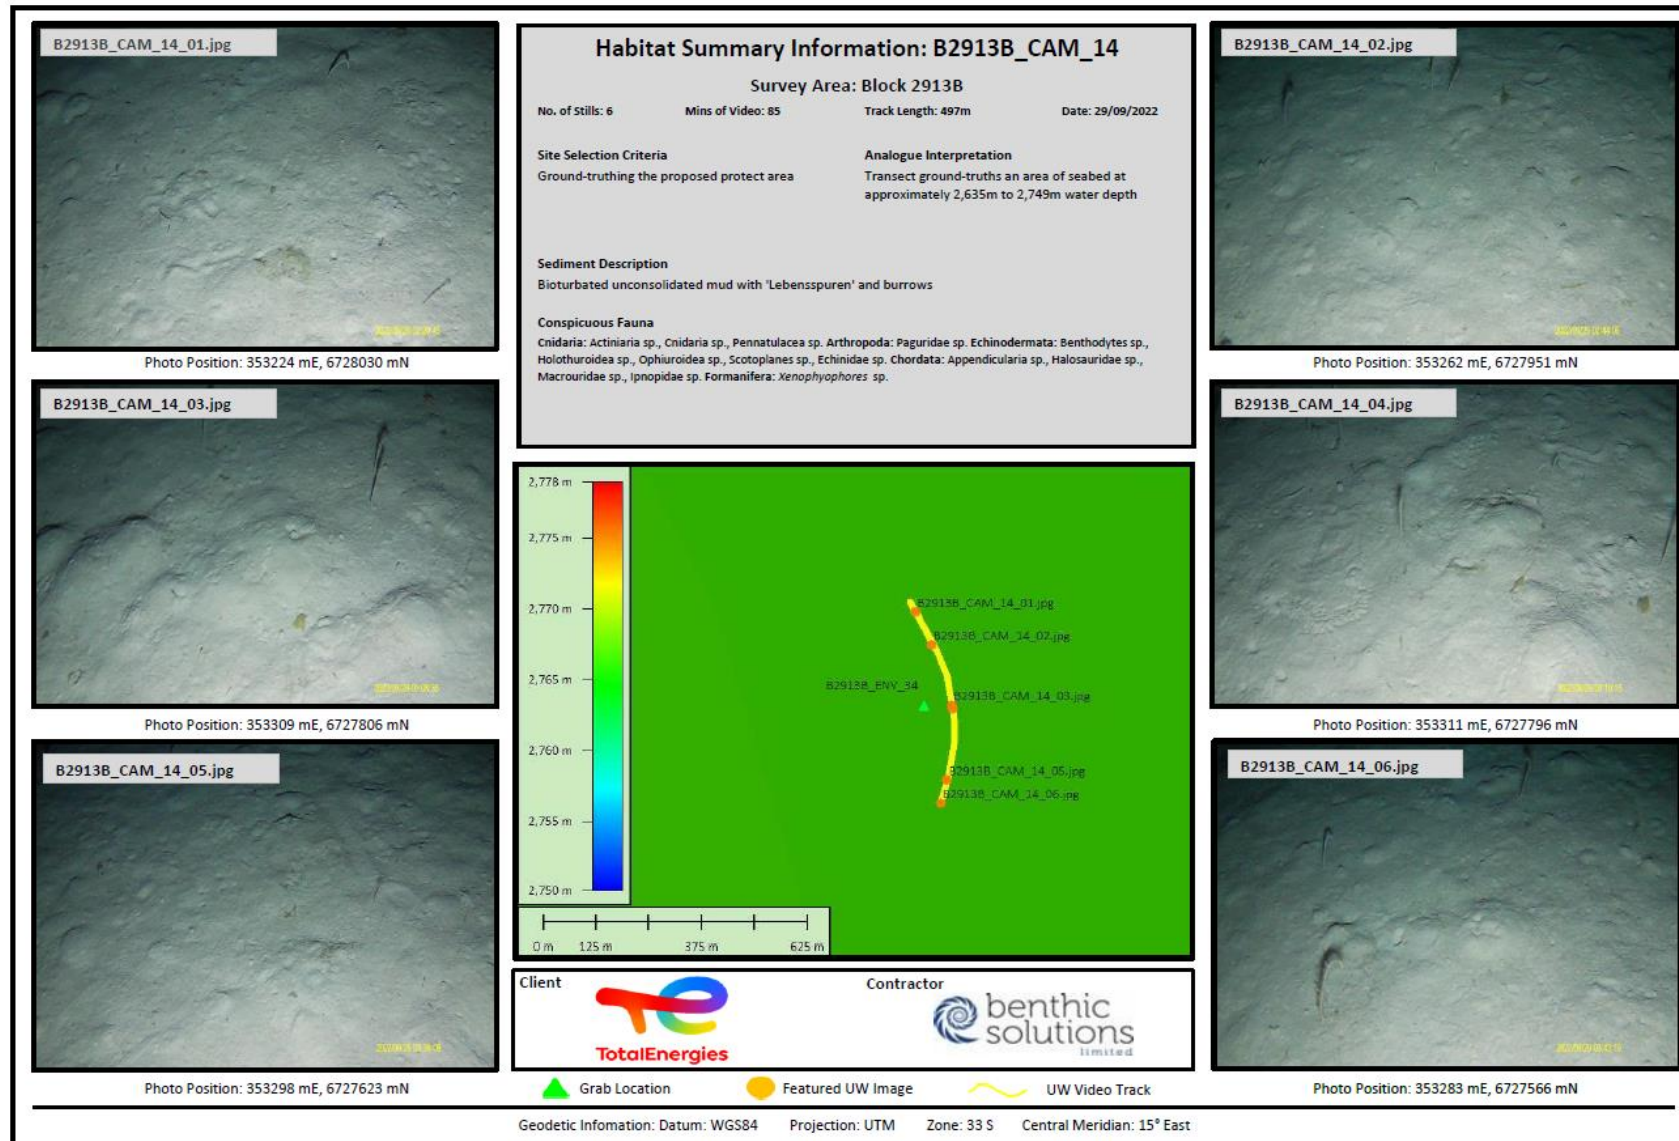 B2913B_CAM_14_01.jpg
Photo Position: 353224 mE, 6728030 mN
B2913B_CAM_14_03.jpg
Photo Position: 353309 mE, 6727806 mN
B2913B_CAM_14_05.jpg
Photo Position: 353298 mE, 6727623 mN
Habitat Summary Information: B2913B_CAM_14
Survey Area: Block 2913B
No. of Stills: 6 Mins of Video: 85 Track Length: 497m Date: 29/09/2022
Site Selection Criteria
Ground-truthing the proposed protect area
Analogue Interpretation
Transect ground-truths an area of seabed at
approximately 2,635m to 2,749m water depth
Sediment Description
Bioturbated unconsolidated mud with 'Lebensspuren' and burrows
Conspicuous Fauna
Cnidaria: Actiniaria sp., Cnidaria sp., Pennatulacea sp. Arthropoda: Paguridae sp. Echinodermata: Benthodytes sp.,
Holothuroidea sp., Ophiuroidea sp., Scotoplanes sp., Echinidae sp. Chordata: Appendicularia sp., Halosauridae sp.,
Macrouridae sp., Ipnopidae sp. Formanifera: Xenophyophores sp.
2,778 m
2,775 m
2,770 m
2,765 m
2,760 m
2,755 m
2,750 m
0 m 125 m 375 m 625 m
B2913B_CAM_14_01.jpg
B2913B_CAM_14_02.jpg
B2913B_ENV_34
B2913B_CAM_14_03.jpg
B2913B_CAM_14_05.jpg
B2913B_CAM_14_06.jpg
Client
TotalEnergies
Contractor
benthic
solutions
limited
Grab Location Featured UW Image UW Video Track
B2913B_CAM_14_02.jpg
Photo Position: 353262 mE, 6727951 mN
B2913B_CAM_14_04.jpg
Photo Position: 353311 mE, 6727796 mN
B2913B_CAM_14_06.jpg
Photo Position: 353283 mE, 6727566 mN
Geodetic Infomation: Datum: WGS84 Projection: UTM Zone: 33 S Central Meridian: 15° East